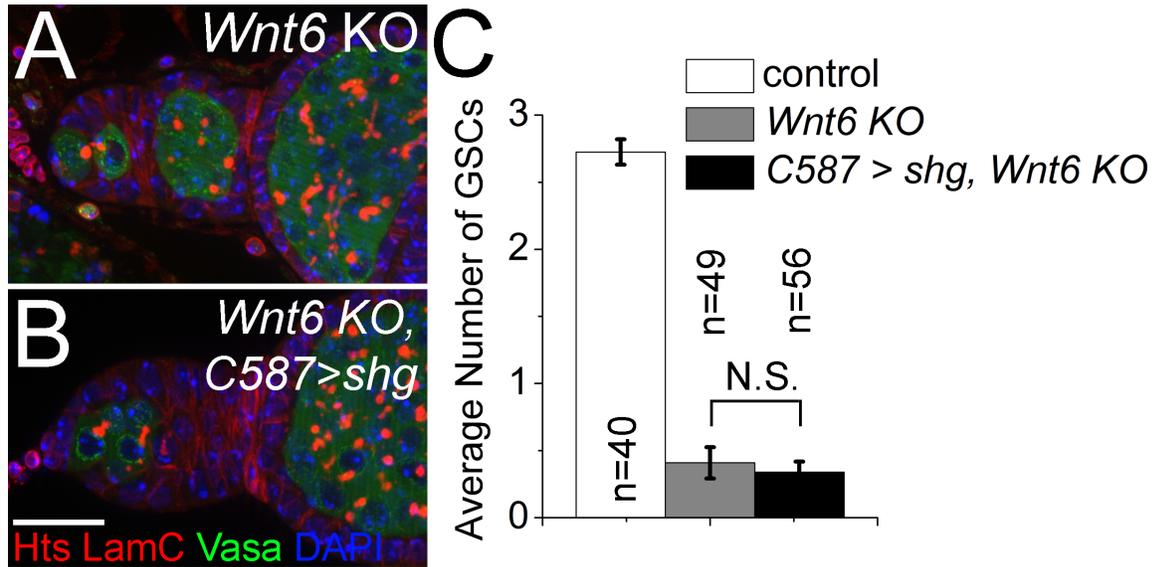 A
Wnt6 KO
B
Wnt6 KO,
C587>shg
Hts LamC Vasa DAPI
C
control
Wnt6 KO
C587 > shg, Wnt6 KO
Average Number of GSCs
3
2
1
0
n=40
n=49
n=56
N.S.